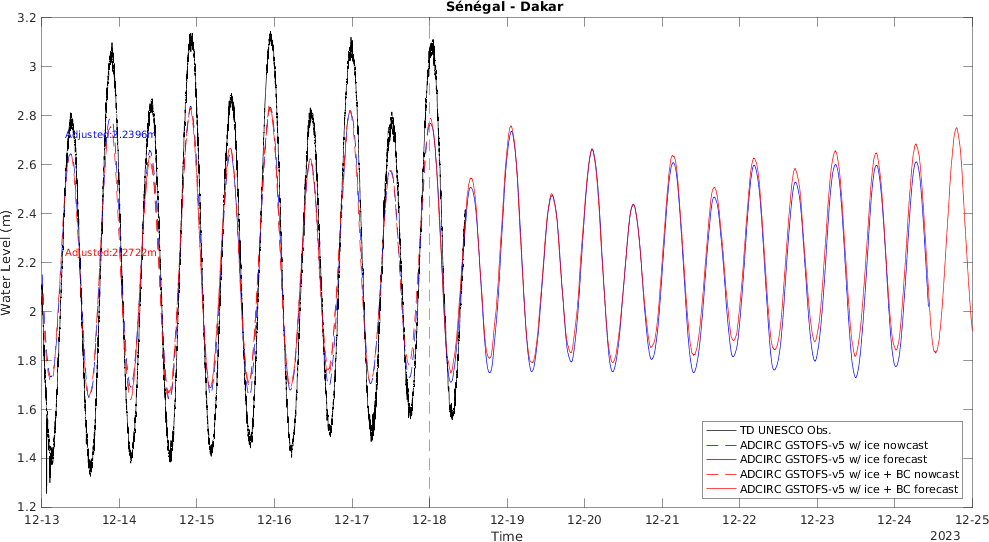 Sénégal - Dakar
3.2
3
2.8
2.6
2.4
2.2
2
1.8
1.6
1.4
1.2
Water Level (m)
Adjusted:2.2396m
Adjusted:2.2722m
TD UNESCO Obs.
ADCIRC GSTOFS-v5 w/ ice nowcast
ADCIRC GSTOFS-v5 w/ ice forecast
ADCIRC GSTOFS-v5 w/ ice + BC nowcast
ADCIRC GSTOFS-v5 w/ ice + BC forecast
12-13 12-14 12-15 12-16 12-17 12-18 12-19 12-20 12-21 12-22 12-23 12-24 12-25
Time 2023